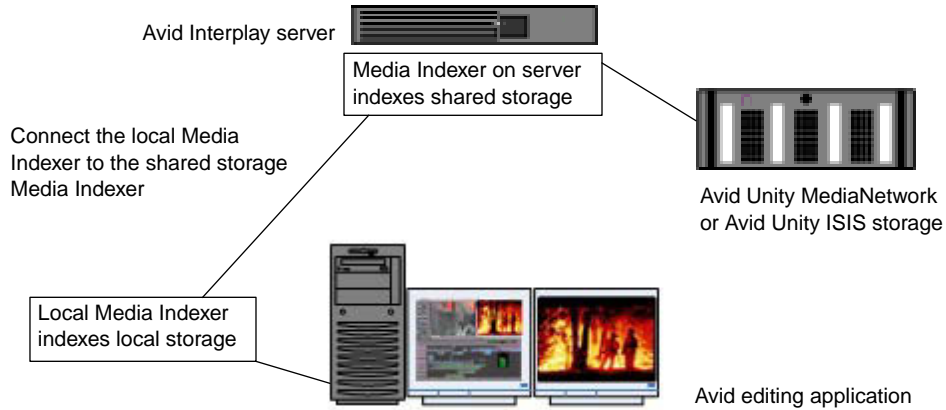 Avid Interplay server
Media Indexer on server
indexes shared storage
Connect the local Media
Indexer to the shared storage
Media Indexer
Avid Unity MediaNetwork
or Avid Unity ISIS storage
Local Media Indexer
indexes local storage
Avid editing application